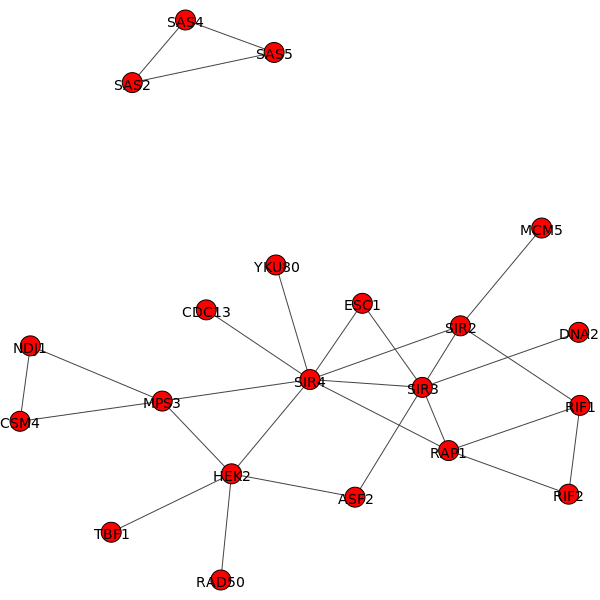 SAS4
SAS5
SAS2
MCM5
YKU80
ESC1
CDC13
SIR2
DNA2
NDJ1
SIR4
SIR3
MPS3
RIF1
CSM4
RAP1
HEK2
RIF2
ASF2
TBF1
RAD50